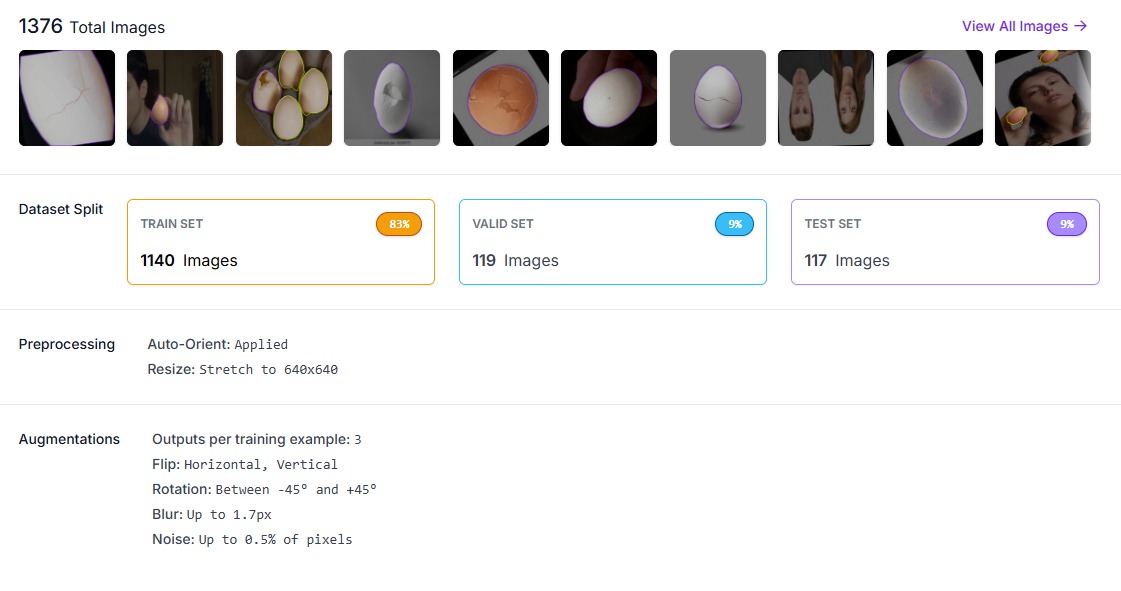 1376 Total Images
View All Images →
Dataset Split
TRAIN SET 83%
1140 Images
VALID SET 9%
119 Images
TEST SET 9%
117 Images
Preprocessing
Auto-Orient: Applied
Resize: Stretch to 640x640
Augmentations
Outputs per training example: 3
Flip: Horizontal, Vertical
Rotation: Between -45° and +45°
Blur: Up to 1.7px
Noise: Up to 0.5% of pixels